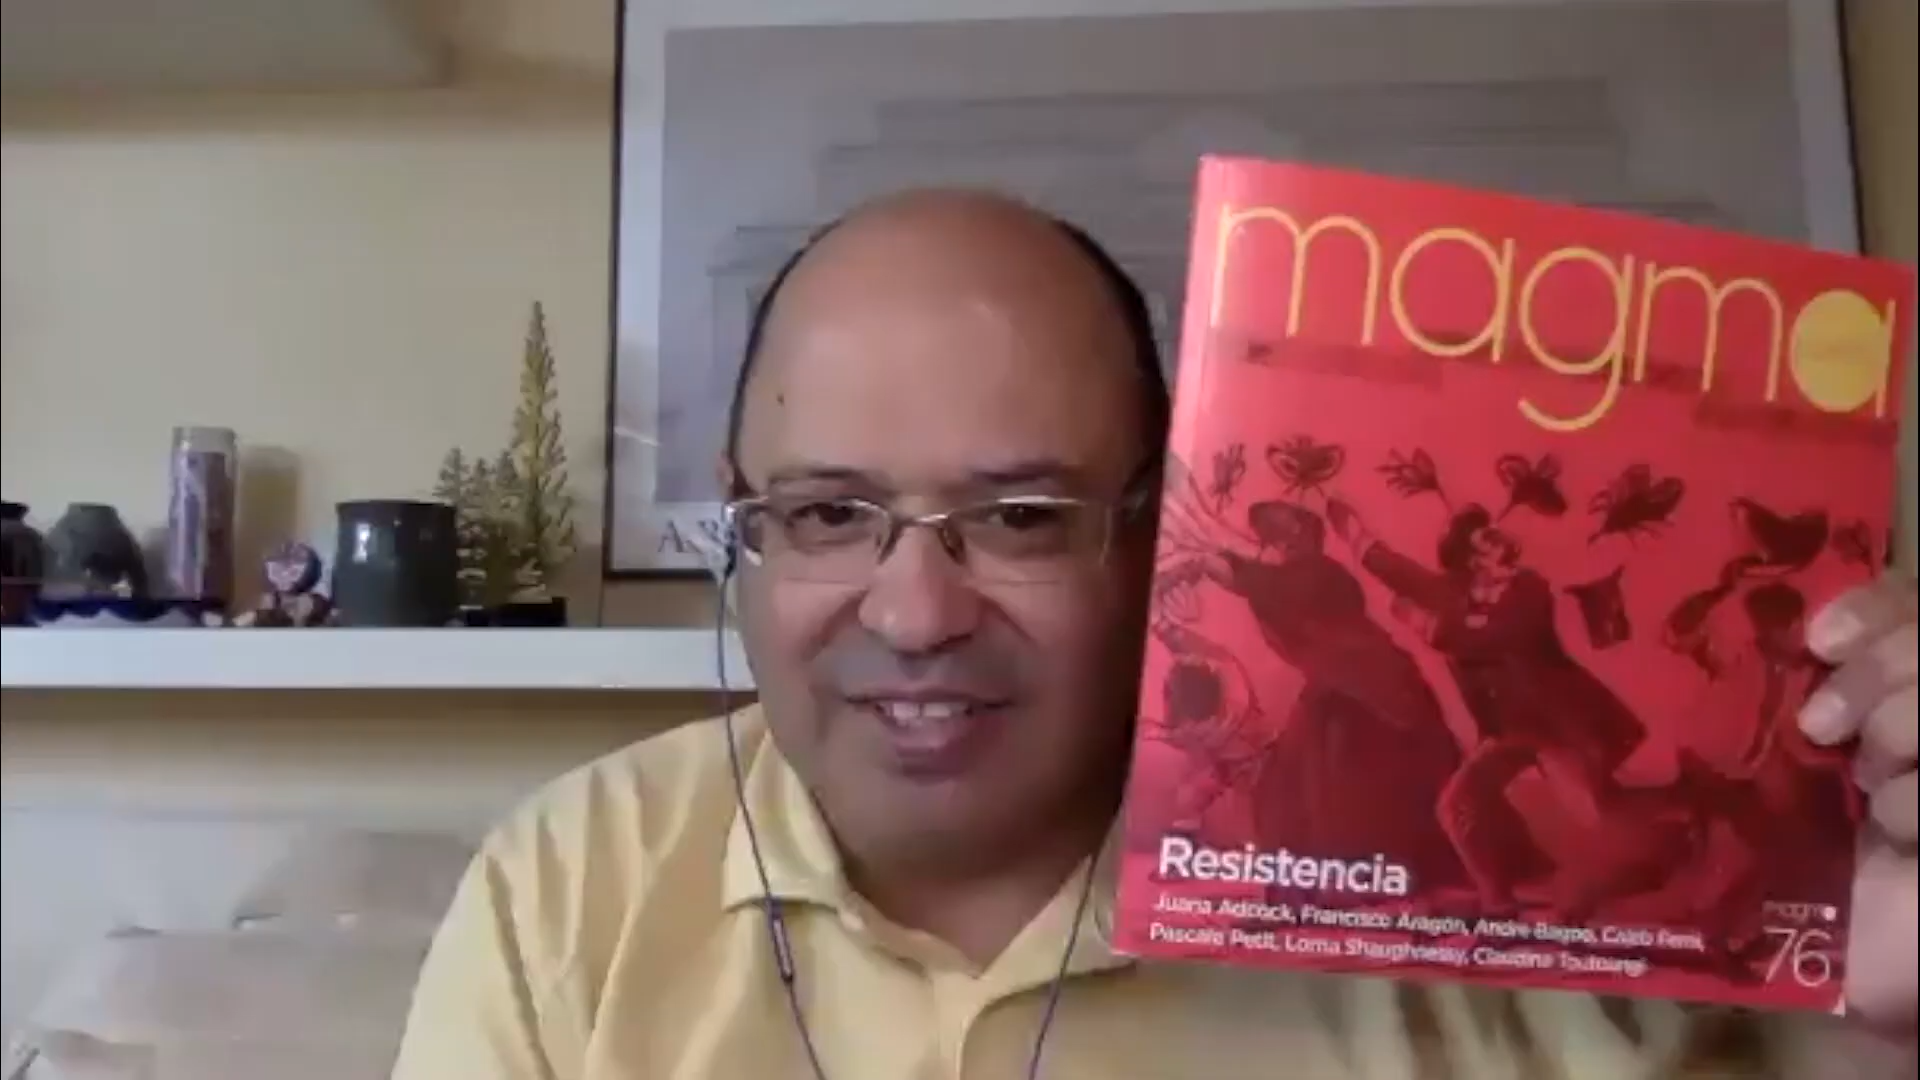 magma
Resistencia
Juana Adcock, Francisco Aragón, Andre Bagoo, Caleb Femi,
Pascale Petit, Lorna Shaughnessy, Claudine Toutoungi
magma
76